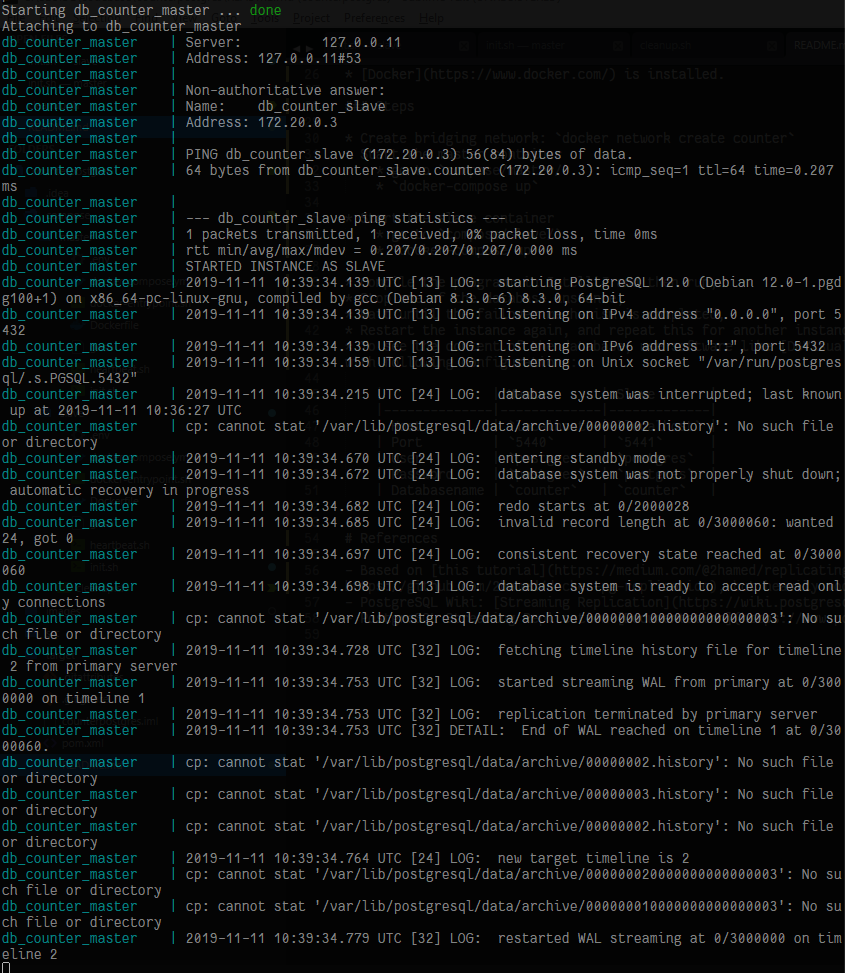 Starting db_counter_master ... done
Attaching to db_counter_master
db_counter_master    | Server:          127.0.0.11
db_counter_master    | Address: 127.0.0.11#53
db_counter_master    |
db_counter_master    | Non-authoritative answer:
db_counter_master    | Name:    db_counter_slave
db_counter_master    | Address: 172.20.0.3
db_counter_master    |
db_counter_master    | PING db_counter_slave (172.20.0.3) 56(84) bytes of data.
db_counter_master    | 64 bytes from db_counter_slave.counter (172.20.0.3): icmp_seq=1 ttl=64 time=0.207
ms
db_counter_master    |
db_counter_master    | --- db_counter_slave ping statistics ---
db_counter_master    | 1 packets transmitted, 1 received, 0% packet loss, time 0ms
db_counter_master    | rtt min/avg/max/mdev = 0.207/0.207/0.207/0.000 ms
db_counter_master    | STARTED INSTANCE AS SLAVE
db_counter_master    | 2019-11-11 10:39:34.139 UTC [13] LOG:  starting PostgreSQL 12.0 (Debian 12.0-1.pgd
g100+1) on x86_64-pc-linux-gnu, compiled by gcc (Debian 8.3.0-6) 8.3.0, 64-bit
db_counter_master    | 2019-11-11 10:39:34.139 UTC [13] LOG:  listening on IPv4 address "0.0.0.0", port 5
432
db_counter_master    | 2019-11-11 10:39:34.139 UTC [13] LOG:  listening on IPv6 address "::", port 5432
db_counter_master    | 2019-11-11 10:39:34.159 UTC [13] LOG:  listening on Unix socket "/var/run/postgres
ql/.s.PGSQL.5432"
db_counter_master    | 2019-11-11 10:39:34.215 UTC [24] LOG:  database system was interrupted; last known
 up at 2019-11-11 10:36:27 UTC
db_counter_master    | cp: cannot stat '/var/lib/postgresql/data/archive/00000002.history': No such file
or directory
db_counter_master    | 2019-11-11 10:39:34.670 UTC [24] LOG:  entering standby mode
db_counter_master    | 2019-11-11 10:39:34.672 UTC [24] LOG:  database system was not properly shut down;
 automatic recovery in progress
db_counter_master    | 2019-11-11 10:39:34.682 UTC [24] LOG:  redo starts at 0/2000028
db_counter_master    | 2019-11-11 10:39:34.685 UTC [24] LOG:  invalid record length at 0/3000060: wanted
24, got 0
db_counter_master    | 2019-11-11 10:39:34.697 UTC [24] LOG:  consistent recovery state reached at 0/3000
060
db_counter_master    | 2019-11-11 10:39:34.698 UTC [13] LOG:  database system is ready to accept read onl
y connections
db_counter_master    | cp: cannot stat '/var/lib/postgresql/data/archive/000000010000000000000003': No su
ch file or directory
db_counter_master    | 2019-11-11 10:39:34.728 UTC [32] LOG:  fetching timeline history file for timeline
 2 from primary server
db_counter_master    | 2019-11-11 10:39:34.753 UTC [32] LOG:  started streaming WAL from primary at 0/300
0000 on timeline 1
db_counter_master    | 2019-11-11 10:39:34.753 UTC [32] LOG:  replication terminated by primary server
db_counter_master    | 2019-11-11 10:39:34.753 UTC [32] DETAIL:  End of WAL reached on timeline 1 at 0/30
00060.
db_counter_master    | cp: cannot stat '/var/lib/postgresql/data/archive/00000002.history': No such file
or directory
db_counter_master    | cp: cannot stat '/var/lib/postgresql/data/archive/00000003.history': No such file
or directory
db_counter_master    | cp: cannot stat '/var/lib/postgresql/data/archive/00000002.history': No such file
or directory
db_counter_master    | 2019-11-11 10:39:34.764 UTC [24] LOG:  new target timeline is 2
db_counter_master    | cp: cannot stat '/var/lib/postgresql/data/archive/000000020000000000000003': No su
ch file or directory
db_counter_master    | cp: cannot stat '/var/lib/postgresql/data/archive/000000010000000000000003': No su
ch file or directory
db_counter_master    | 2019-11-11 10:39:34.779 UTC [32] LOG:  restarted WAL streaming at 0/3000000 on tim
eline 2